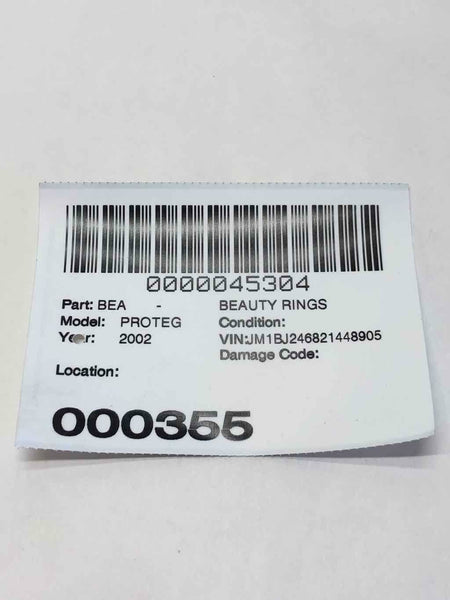 0000045304
Part: BEA - BEAUTY RINGS
Model: PROTEG Condition:
Year: 2002 VIN:JM1BJ246821448905
Damage Code:
Location:
000355